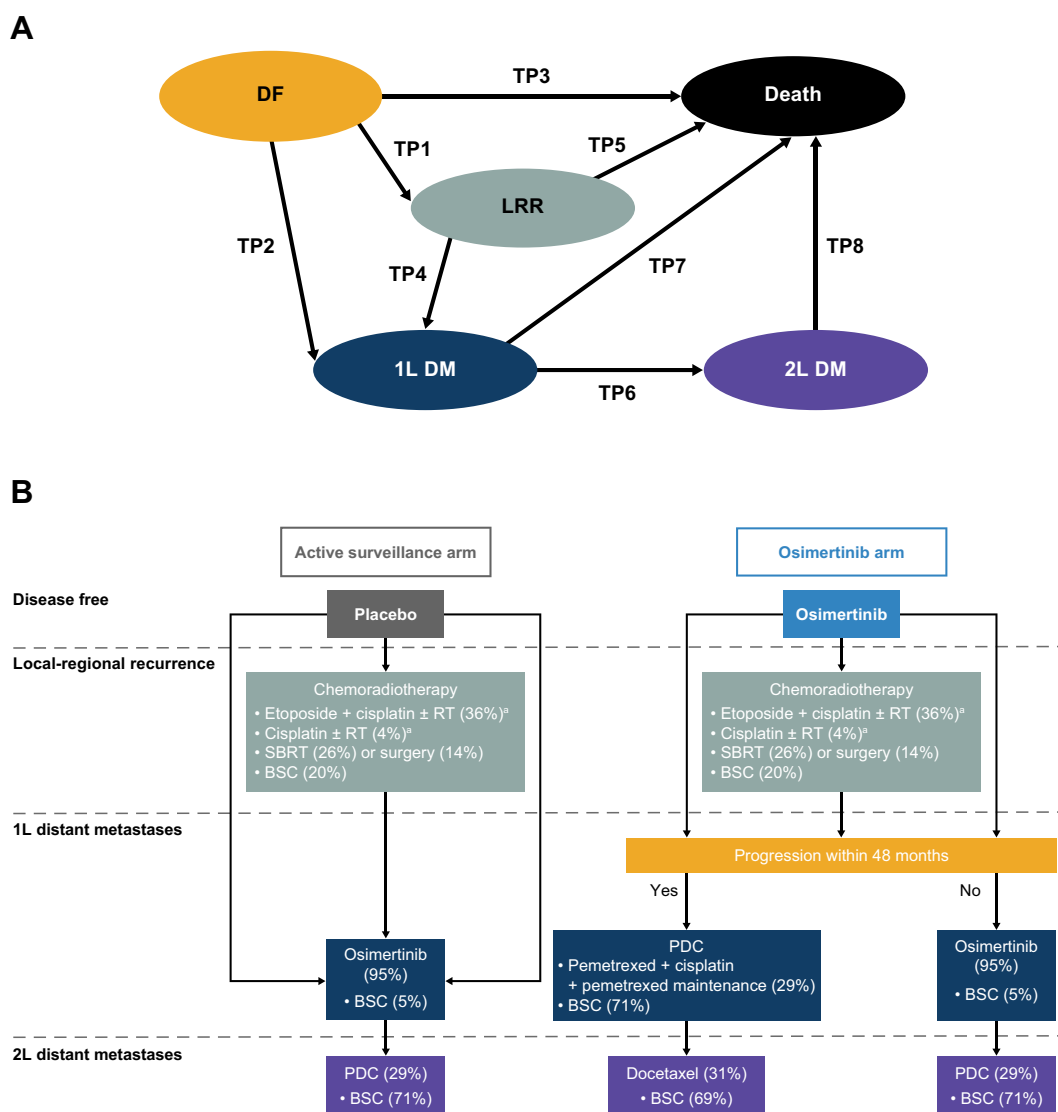 A
DF
TP3
Death
TP1
TP5
LRR
TP2
TP4
TP7
TP8
1L DM
TP6
2L DM
B
Active surveillance arm
Osimertinib arm
Disease free
Placebo
Osimertinib
Local-regional recurrence
Chemoradiotherapy
• Etoposide + cisplatin ± RT (36%)ᵃ
• Cisplatin ± RT (4%)ᵃ
• SBRT (26%) or surgery (14%)
• BSC (20%)
Chemoradiotherapy
• Etoposide + cisplatin ± RT (36%)ᵃ
• Cisplatin ± RT (4%)ᵃ
• SBRT (26%) or surgery (14%)
• BSC (20%)
1L distant metastases
Progression within 48 months
Yes
No
Osimertinib
(95%)
• BSC (5%)
PDC
• Pemetrexed + cisplatin
+ pemetrexed maintenance (29%)
• BSC (71%)
Osimertinib
(95%)
• BSC (5%)
2L distant metastases
PDC (29%)
• BSC (71%)
Docetaxel (31%)
• BSC (69%)
PDC (29%)
• BSC (71%)